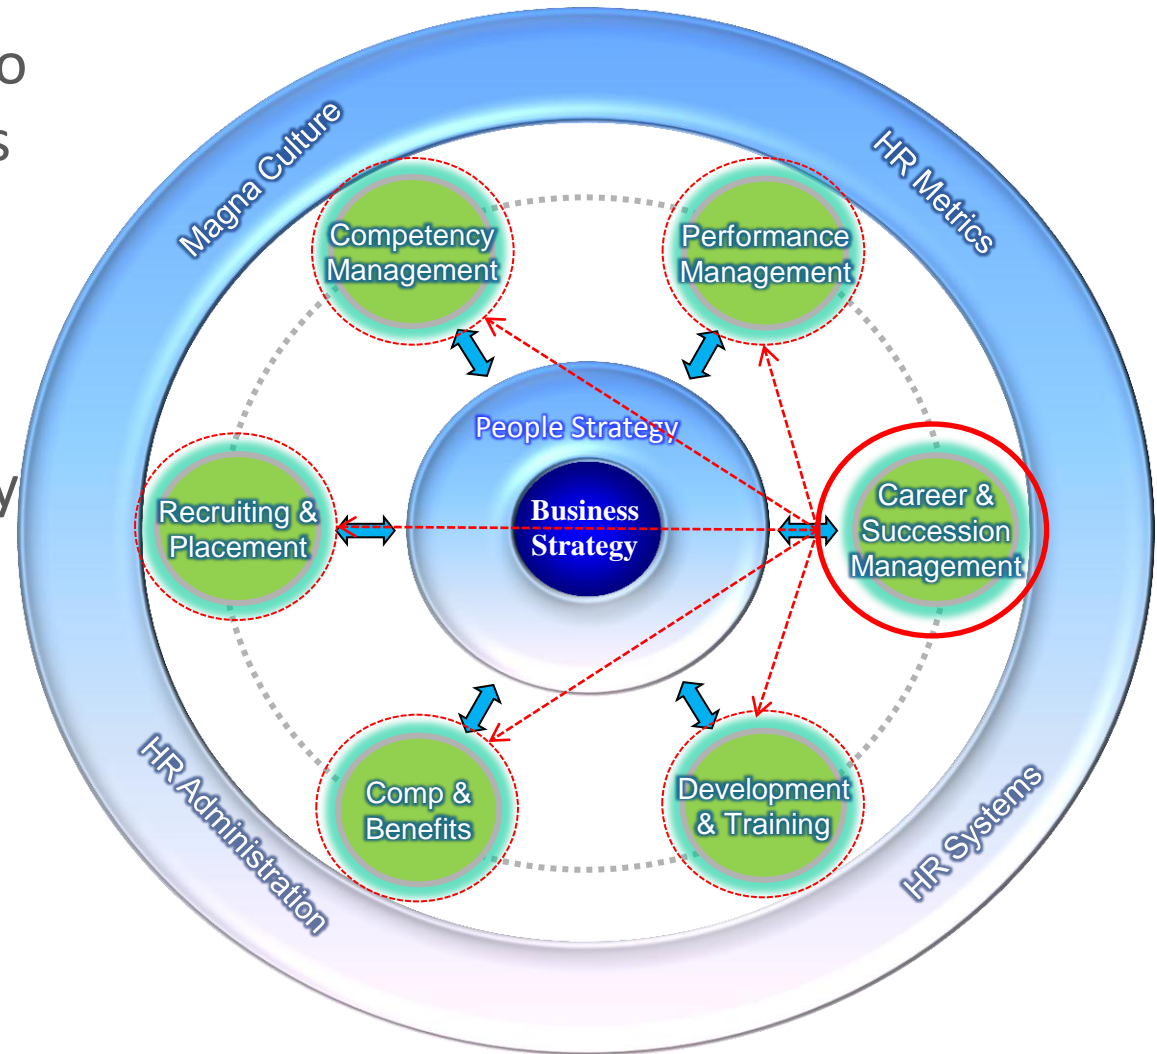 o
s
y
Magna Culture
HR Metrics
Competency
Management
Performance
Management
People Strategy
Business
Strategy
Recruiting &
Placement
Career &
Succession
Management
Comp &
Benefits
Development
& Training
HR Administration
HR Systems